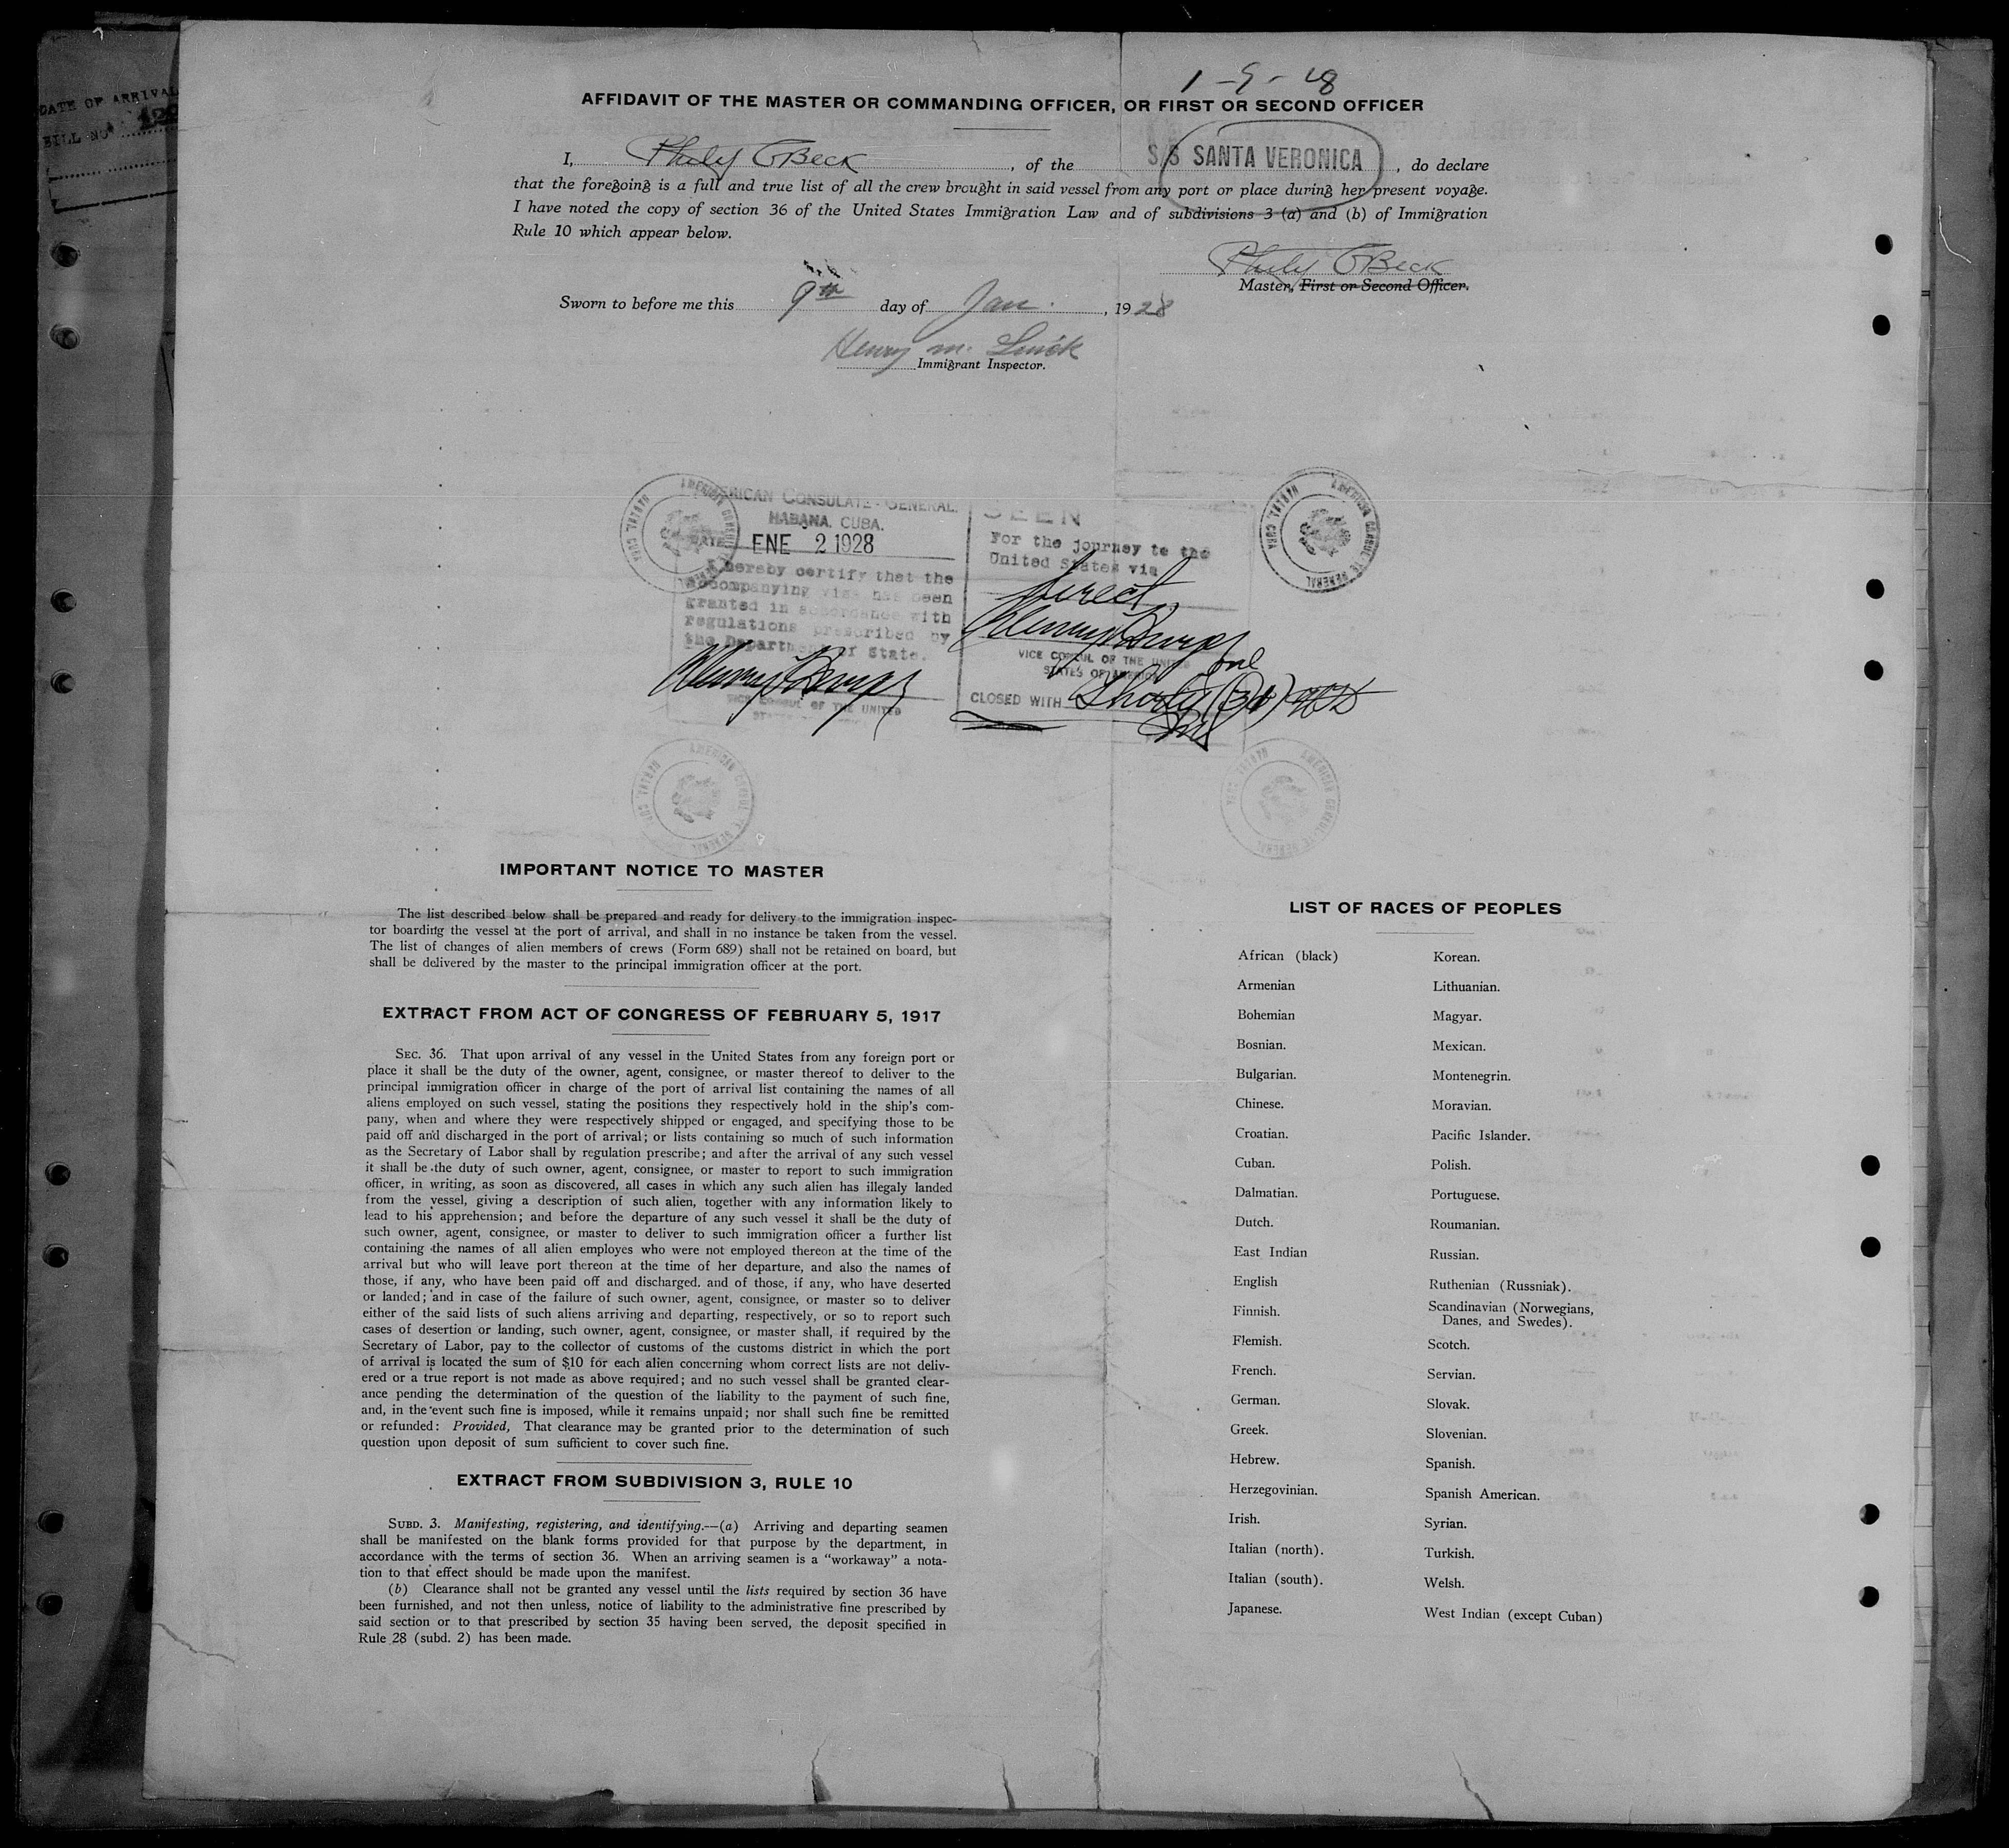 DATE OF ARRIVAL
BILL NO
1-9-28
AFFIDAVIT OF THE MASTER OR COMMANDING OFFICER, OR FIRST OR SECOND OFFICER
I, Beck, of the S/S SANTA VERONICA, do declare
that the foregoing is a full and true list of all the crew brought in said vessel from any port or place during her present voyage.
I have noted the copy of section 36 of the United States Immigration Law and of subdivisions 3 (a) and (b) of Immigration
Rule 10 which appear below.
Beck
Master, First or Second Officer.
Sworn to before me this 9th day of Jan., 1928
Henry M.
Immigrant Inspector.
AMERICAN CONSULATE-GENERAL.
HABANA, CUBA.
DATE ENE 2 1928
I hereby certify that the
accompanying visa has been
granted in accordance with
regulations prescribed by
the Department of State.
Henry
VICE CONSUL OF THE UNITED
SEEN
For the journey to the
United States via
direct
Henry
VICE CONSUL OF THE UNITED
STATES OF AMERICA
CLOSED WITH
AMERICAN CONSULATE GENERAL
HABANA, CUBA
AMERICAN CONSULATE GENERAL
HABANA, CUBA
AMERICAN CONSULATE GENERAL
HABANA, CUBA
AMERICAN CONSULATE GENERAL
HABANA, CUBA
IMPORTANT NOTICE TO MASTER
The list described below shall be prepared and ready for delivery to the immigration inspec-
tor boarding the vessel at the port of arrival, and shall in no instance be taken from the vessel.
The list of changes of alien members of crews (Form 689) shall not be retained on board, but
shall be delivered by the master to the principal immigration officer at the port.
EXTRACT FROM ACT OF CONGRESS OF FEBRUARY 5, 1917
SEC. 36. That upon arrival of any vessel in the United States from any foreign port or
place it shall be the duty of the owner, agent, consignee, or master thereof to deliver to the
principal immigration officer in charge of the port of arrival list containing the names of all
aliens employed on such vessel, stating the positions they respectively hold in the ship's com-
pany, when and where they were respectively shipped or engaged, and specifying those to be
paid off and discharged in the port of arrival; or lists containing so much of such information
as the Secretary of Labor shall by regulation prescribe; and after the arrival of any such vessel
it shall be the duty of such owner, agent, consignee, or master to report to such immigration
officer, in writing, as soon as discovered, all cases in which any such alien has illegaly landed
from the vessel, giving a description of such alien, together with any information likely to
lead to his apprehension; and before the departure of any such vessel it shall be the duty of
such owner, agent, consignee, or master to deliver to such immigration officer a further list
containing the names of all alien employes who were not employed thereon at the time of the
arrival but who will leave port thereon at the time of her departure, and also the names of
those, if any, who have been paid off and discharged. and of those, if any, who have deserted
or landed; and in case of the failure of such owner, agent, consignee, or master so to deliver
either of the said lists of such aliens arriving and departing, respectively, or so to report such
cases of desertion or landing, such owner, agent, consignee, or master shall, if required by the
Secretary of Labor, pay to the collector of customs of the customs district in which the port
of arrival is located the sum of $10 for each alien concerning whom correct lists are not deliv-
ered or a true report is not made as above required; and no such vessel shall be granted clear-
ance pending the determination of the question of the liability to the payment of such fine,
and, in the event such fine is imposed, while it remains unpaid; nor shall such fine be remitted
or refunded: Provided, That clearance may be granted prior to the determination of such
question upon deposit of sum sufficient to cover such fine.
EXTRACT FROM SUBDIVISION 3, RULE 10
SUBD. 3. Manifesting, registering, and identifying.—(a) Arriving and departing seamen
shall be manifested on the blank forms provided for that purpose by the department, in
accordance with the terms of section 36. When an arriving seamen is a "workaway" a nota-
tion to that effect should be made upon the manifest.
(b) Clearance shall not be granted any vessel until the lists required by section 36 have
been furnished, and not then unless, notice of liability to the administrative fine prescribed by
said section or to that prescribed by section 35 having been served, the deposit specified in
Rule 28 (subd. 2) has been made.
LIST OF RACES OF PEOPLES
African (black)
Armenian
Bohemian
Bosnian.
Bulgarian.
Chinese.
Croatian.
Cuban.
Dalmatian.
Dutch.
East Indian
English
Finnish.
Flemish.
French.
German.
Greek.
Hebrew.
Herzegovinian.
Irish.
Italian (north).
Italian (south).
Japanese.
Korean.
Lithuanian.
Magyar.
Mexican.
Montenegrin.
Moravian.
Pacific Islander.
Polish.
Portuguese.
Roumanian.
Russian.
Ruthenian (Russniak).
Scandinavian (Norwegians,
Danes, and Swedes).
Scotch.
Servian.
Slovak.
Slovenian.
Spanish.
Spanish American.
Syrian.
Turkish.
Welsh.
West Indian (except Cuban)